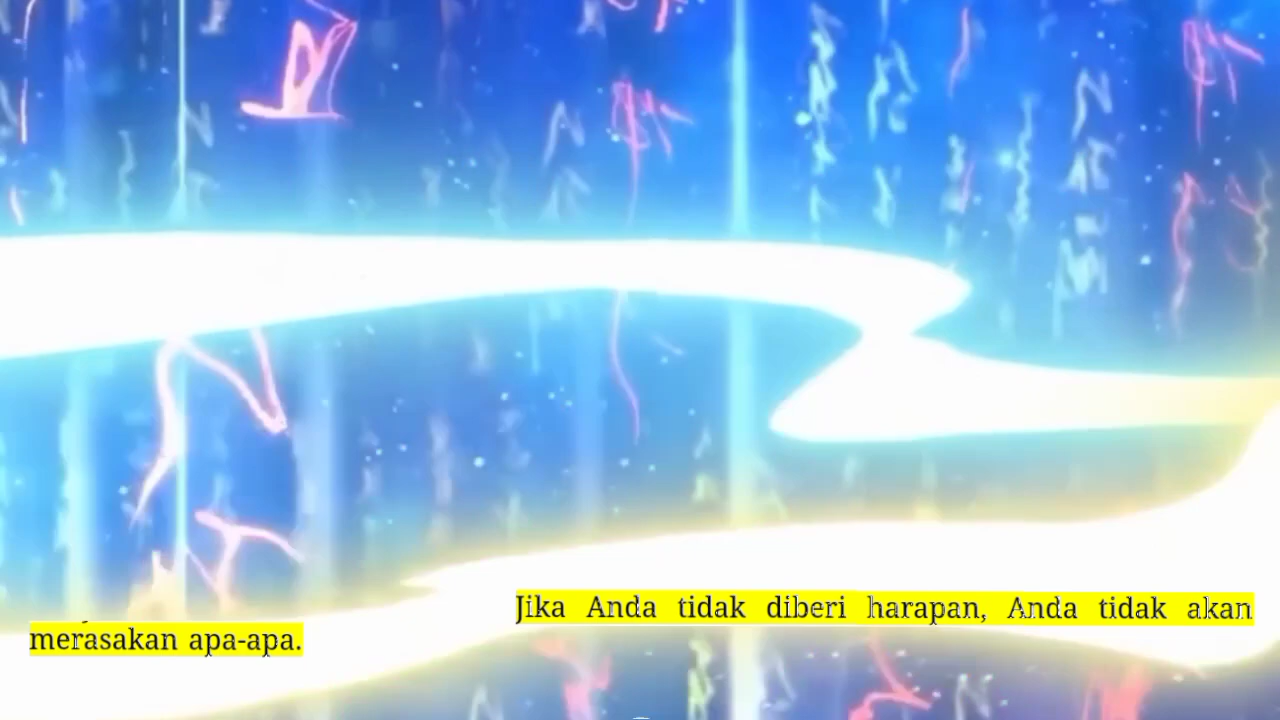 Jika Anda tidak diberi harapan, Anda tidak akan
merasakan apa-apa.